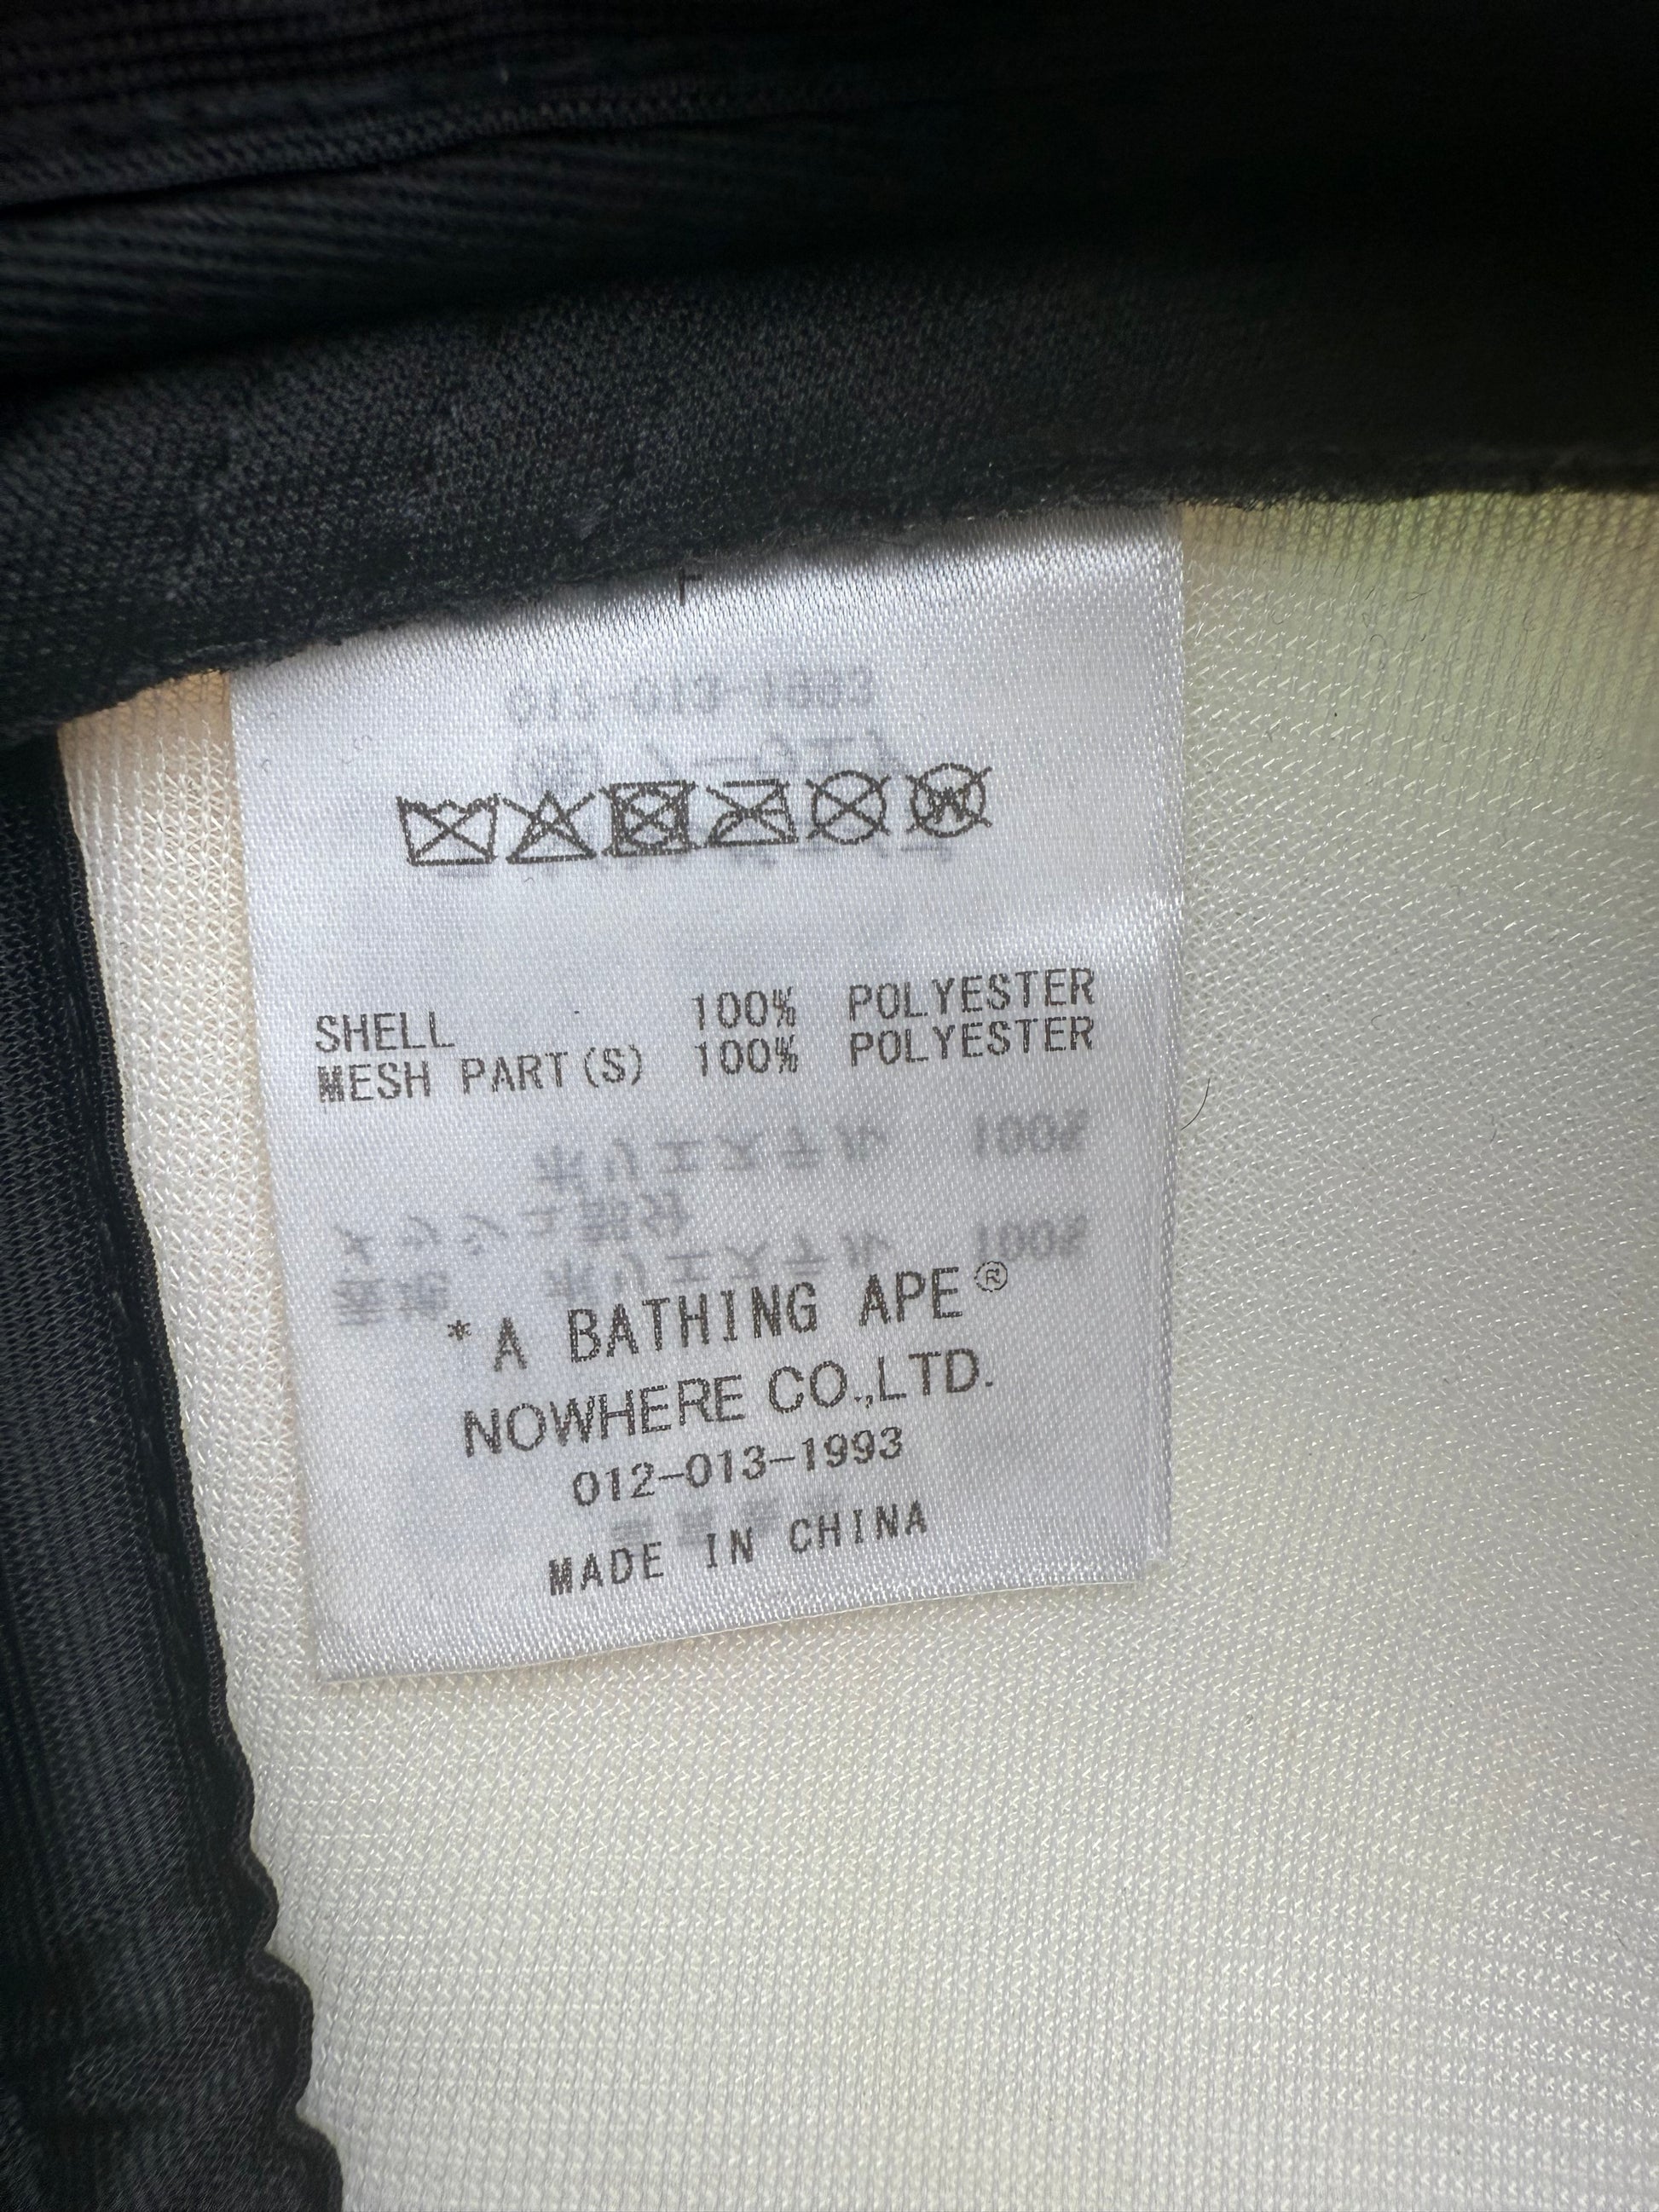 SHELL 100% POLYESTER
MESH PART(S) 100% POLYESTER
*A BATHING APE®
NOWHERE CO.,LTD.
012-013-1993
MADE IN CHINA